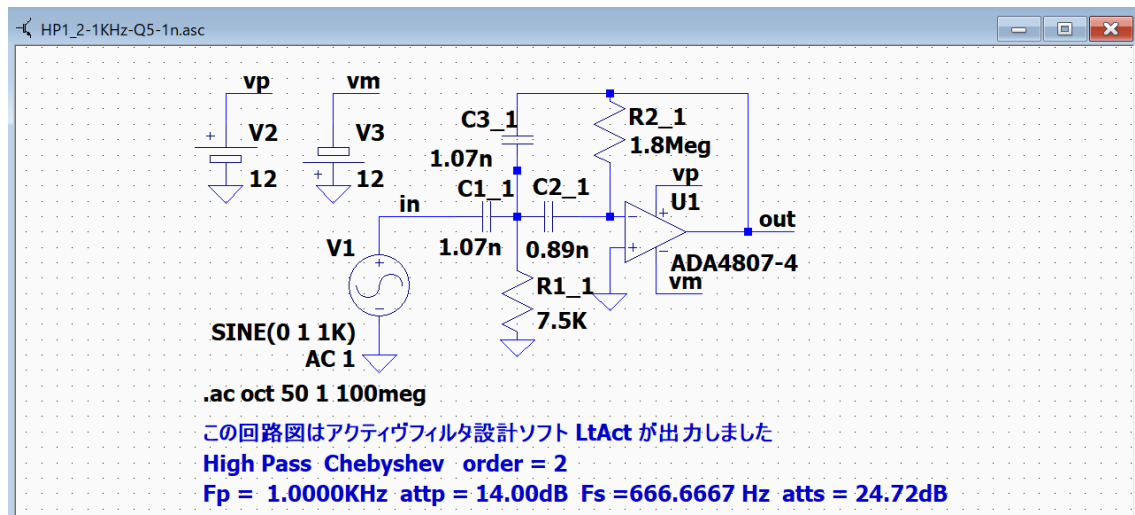 HP1_2-1KHz-Q5-1n.asc
vp
vm
V2
12
V3
12
C3_1
1.07n
R2_1
1.8Meg
in
C1_1
1.07n
C2_1
0.89n
vp
U1
out
ADA4807-4
vm
V1
R1_1
7.5K
SINE(0 1 1K)
AC 1
.ac oct 50 1 100meg
この回路図はアクティヴフィルタ設計ソフト LtAct が出力しました
High Pass  Chebyshev   order = 2
Fp =  1.0000KHz  attp = 14.00dB  Fs =666.6667 Hz  atts = 24.72dB